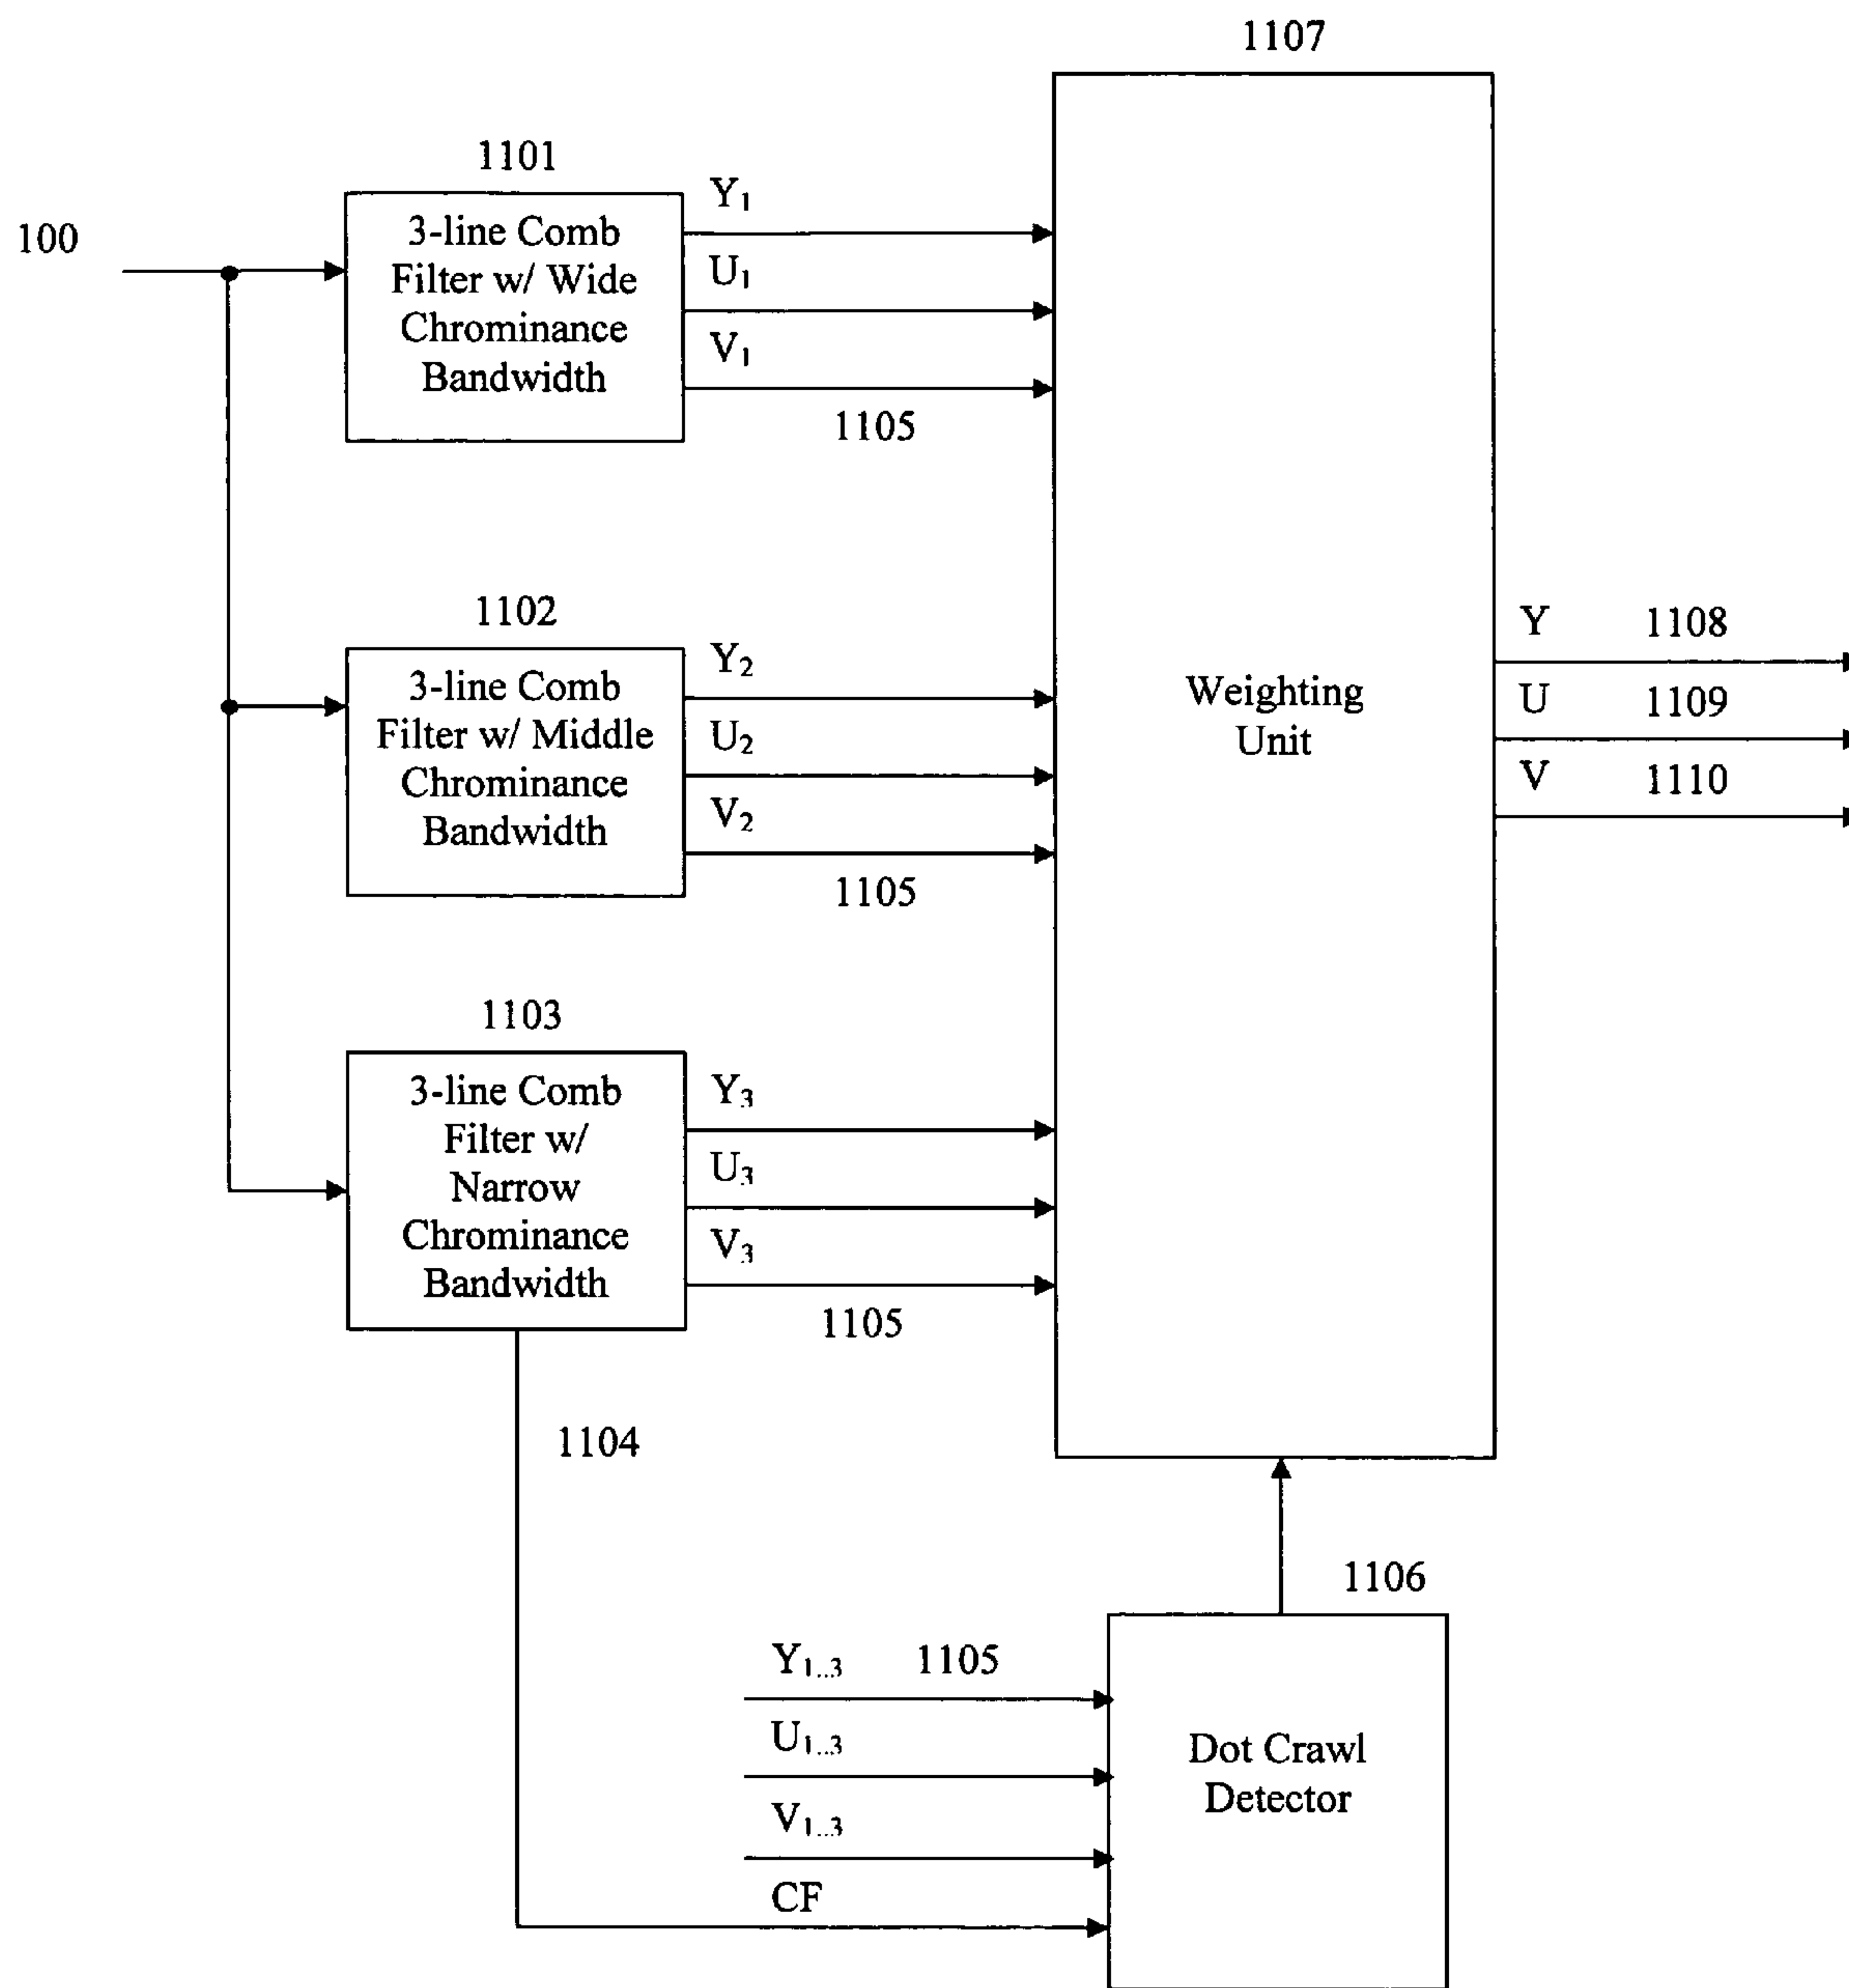 1107
1101
100
3-line Comb
Filter w/ Wide
Chrominance
Bandwidth
Y₁
U₁
V₁
1105
1102
3-line Comb
Filter w/ Middle
Chrominance
Bandwidth
Y₂
U₂
V₂
1105
Weighting
Unit
Y 1108
U 1109
V 1110
1103
3-line Comb
Filter w/
Narrow
Chrominance
Bandwidth
Y₃
U₃
V₃
1105
1104
1106
Y₁..₃ 1105
U₁..₃
V₁..₃
CF
Dot Crawl
Detector